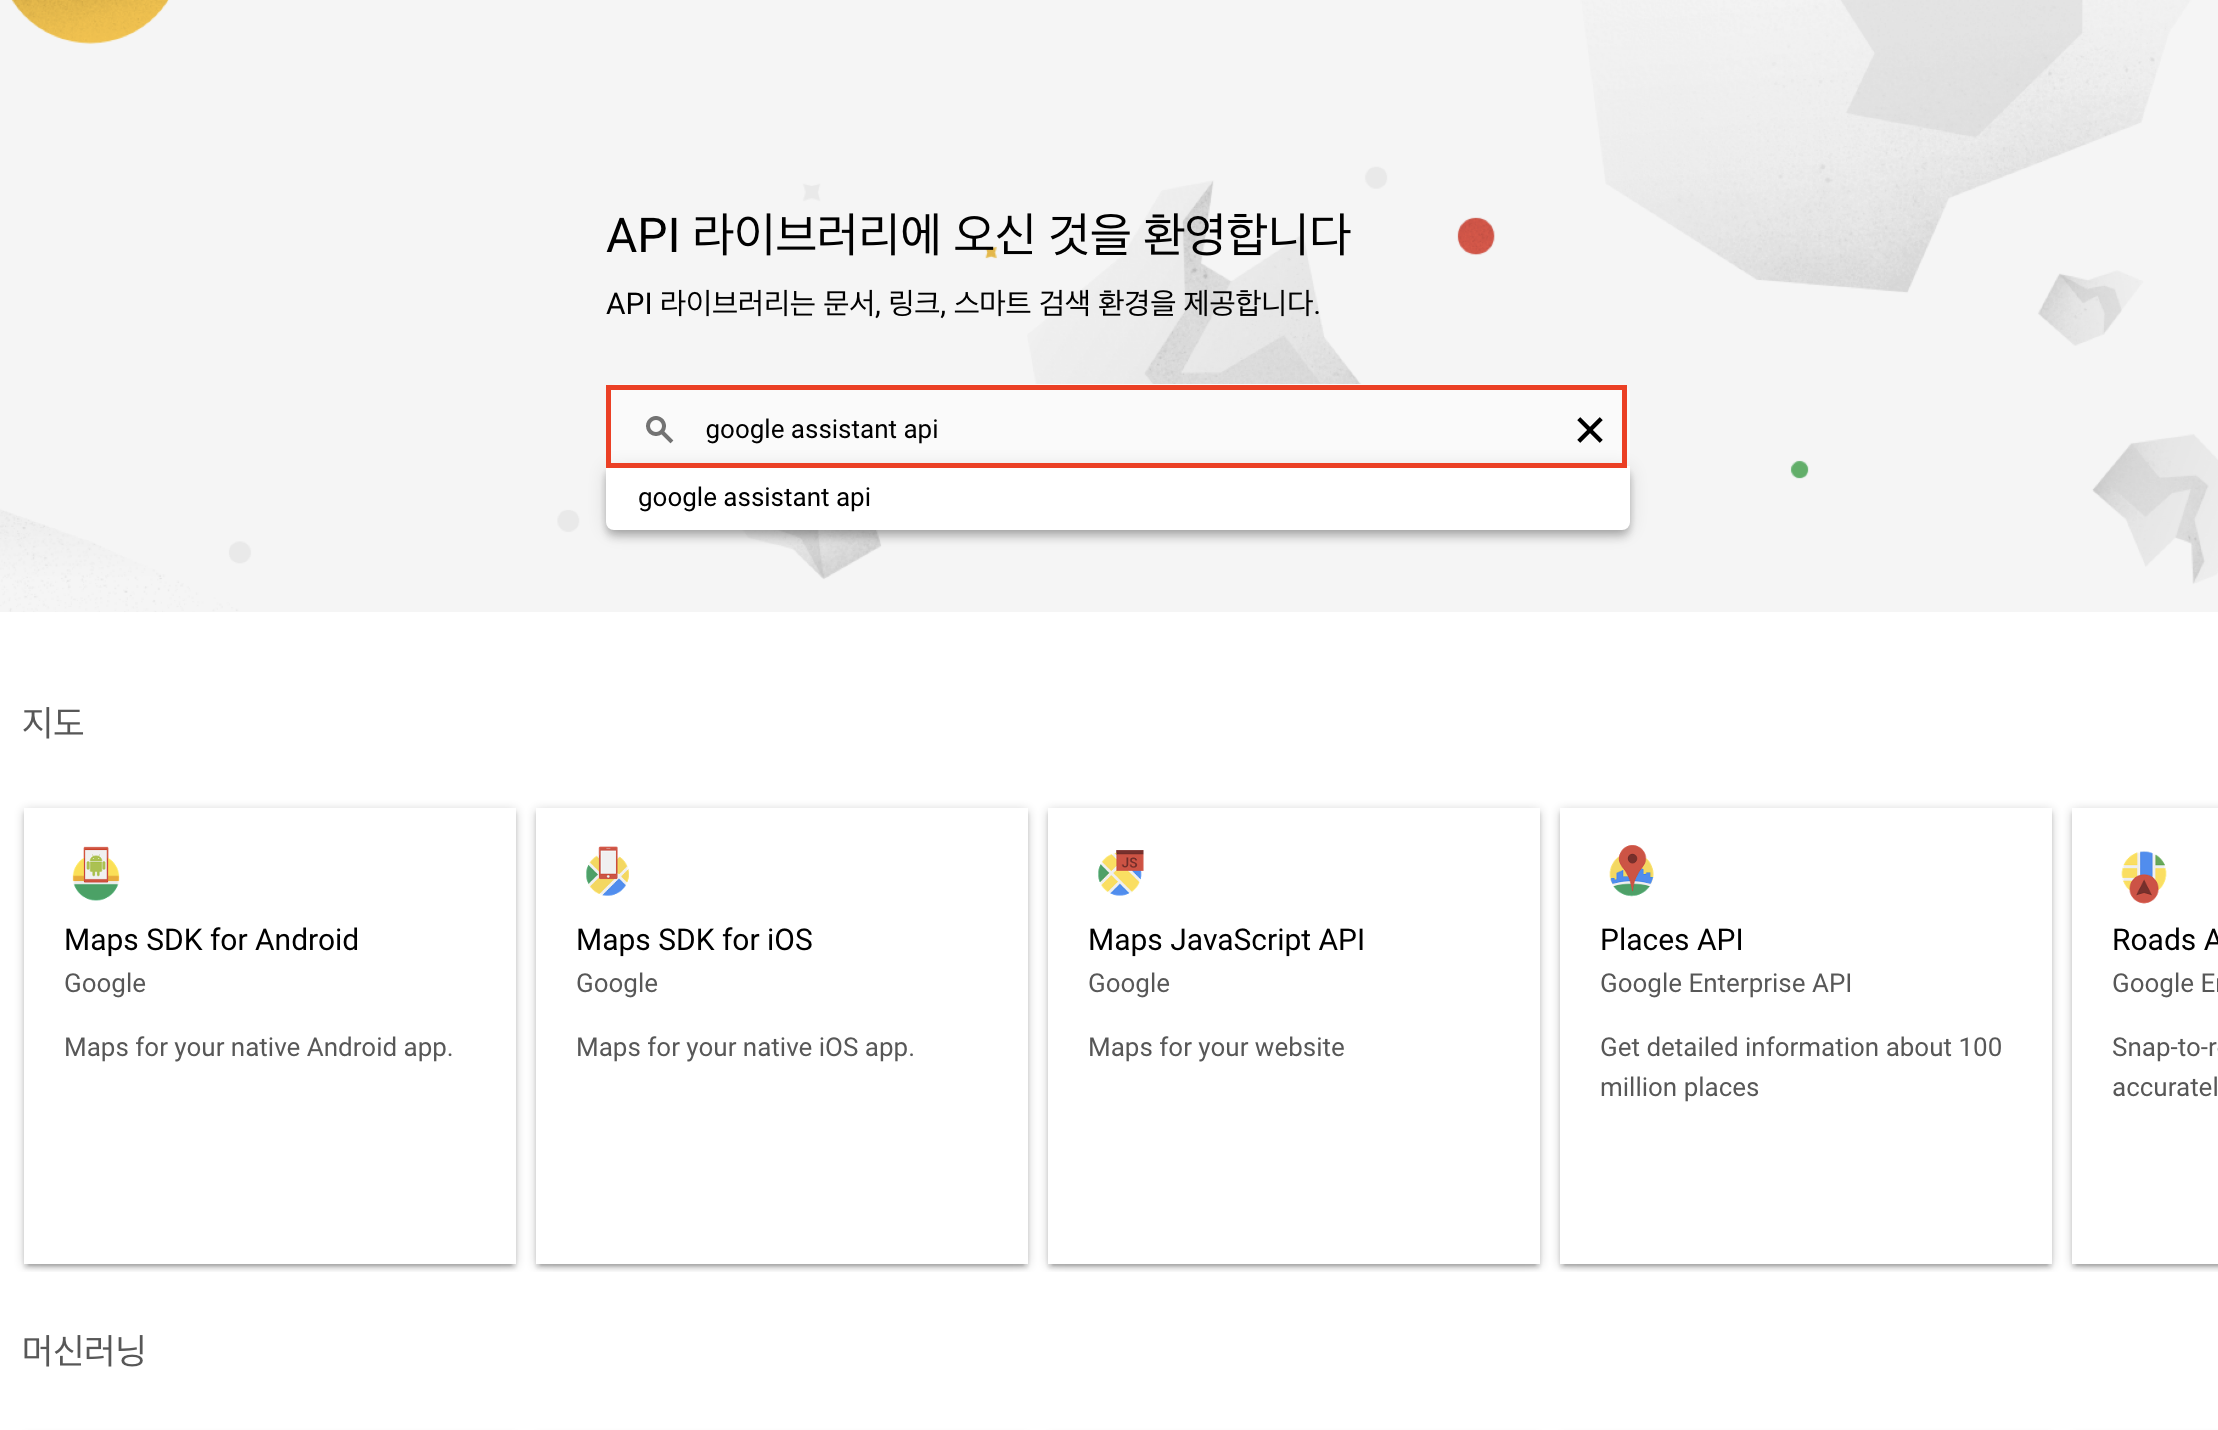 API 라이브러리에 오신 것을 환영합니다
API 라이브러리는 문서, 링크, 스마트 검색 환경을 제공합니다.
google assistant api
google assistant api
지도
Maps SDK for Android
Google
Maps for your native Android app.
Maps SDK for iOS
Google
Maps for your native iOS app.
JS
Maps JavaScript API
Google
Maps for your website
Places API
Google Enterprise API
Get detailed information about 100
million places
Roads
Google
머신러닝